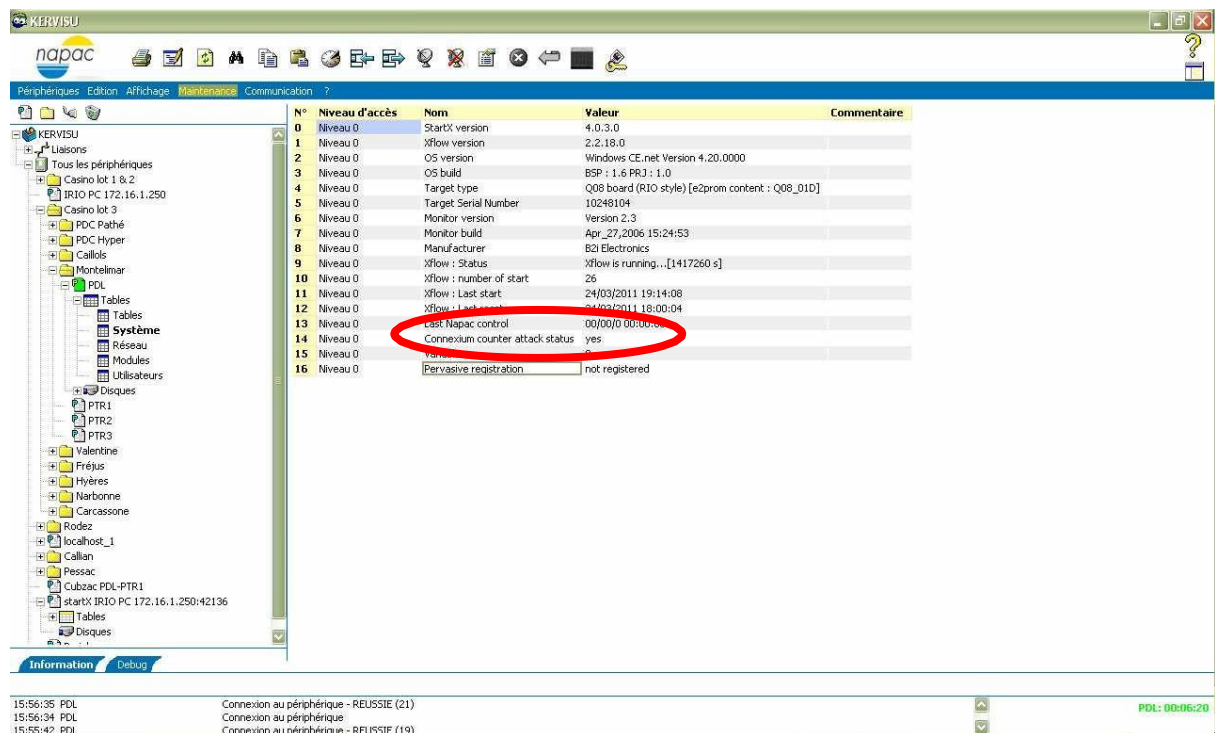 KERVISU
napac
?
Périphériques Edition Affichage Maintenance Communication ?
KERVISU
Liaisons
Tous les périphériques
Casino lot 1 & 2
IRIO PC 172.16.1.250
Casino lot 3
PDC Pathé
PDC Hyper
Caillols
Montelimar
PDL
Tables
Tables
Système
Réseau
Modules
Utilisateurs
Disques
PTR1
PTR2
PTR3
Valentine
Fréjus
Hyères
Narbonne
Carcassone
Rodez
localhost_1
Callian
Pessac
Cubzac PDL-PTR1
startX IRIO PC 172.16.1.250:42136
Tables
Disques
N° Niveau d'accès Nom Valeur Commentaire
0 Niveau 0 StartX version 4.0.3.0
1 Niveau 0 Xflow version 2.2.18.0
2 Niveau 0 OS version Windows CE.net Version 4.20.0000
3 Niveau 0 OS build BSP : 1.6 PRJ : 1.0
4 Niveau 0 Target type Q08 board (RIO style) [e2prom content : Q08_01D]
5 Niveau 0 Target Serial Number 10248104
6 Niveau 0 Monitor version Version 2.3
7 Niveau 0 Monitor build Apr_27,2006 15:24:53
8 Niveau 0 Manufacturer B2i Electronics
9 Niveau 0 Xflow : Status Xflow is running...[1417260 s]
10 Niveau 0 Xflow : number of start 26
11 Niveau 0 Xflow : Last start 24/03/2011 19:14:08
12 Niveau 0 Xflow : Last 18:00:04
13 Niveau 0 Last Napac control 00/00/0
14 Niveau 0 Connexium counter attack status yes
15 Niveau 0
16 Niveau 0 Pervasive registration not registered
Information Debug
15:56:35 PDL Connexion au périphérique - REUSSIE (21)
15:56:34 PDL Connexion au périphérique
15:55:42 PDL Connexion au périphérique - REUSSIE (19)
PDL: 00:06:20